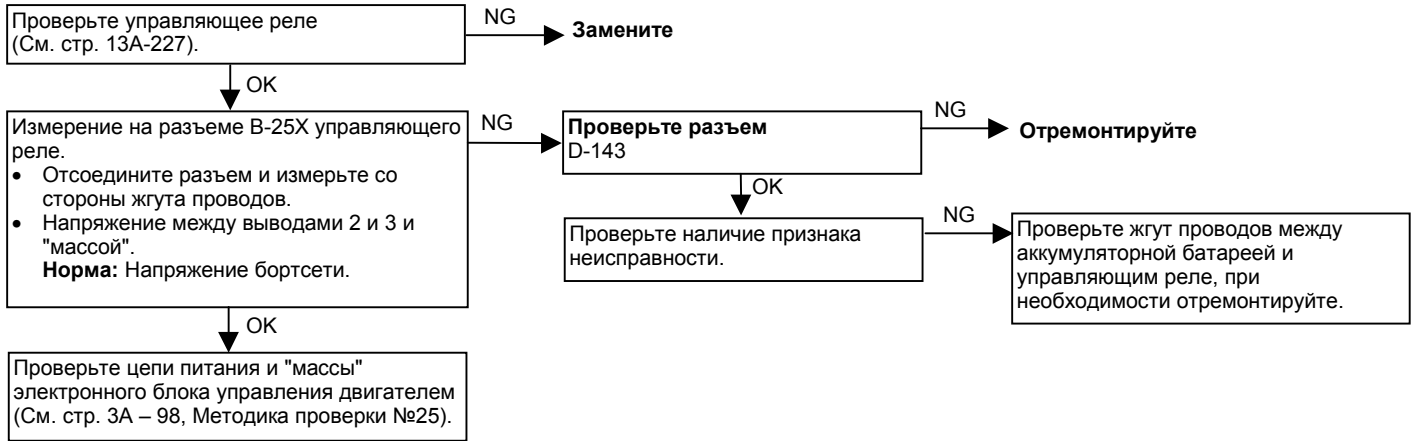 Проверьте управляющее реле
(См. стр. 13A-227).
NG
Замените
OK
Измерение на разъеме B-25X управляющего
реле.
• Отсоедините разъем и измерьте со
стороны жгута проводов.
• Напряжение между выводами 2 и 3 и
"массой".
Норма: Напряжение бортсети.
NG
Проверьте разъем
D-143
NG
Отремонтируйте
OK
Проверьте наличие признака
неисправности.
NG
Проверьте жгут проводов между
аккумуляторной батареей и
управляющим реле, при
необходимости отремонтируйте.
OK
Проверьте цепи питания и "массы"
электронного блока управления двигателем
(См. стр. 3A – 98, Методика проверки №25).